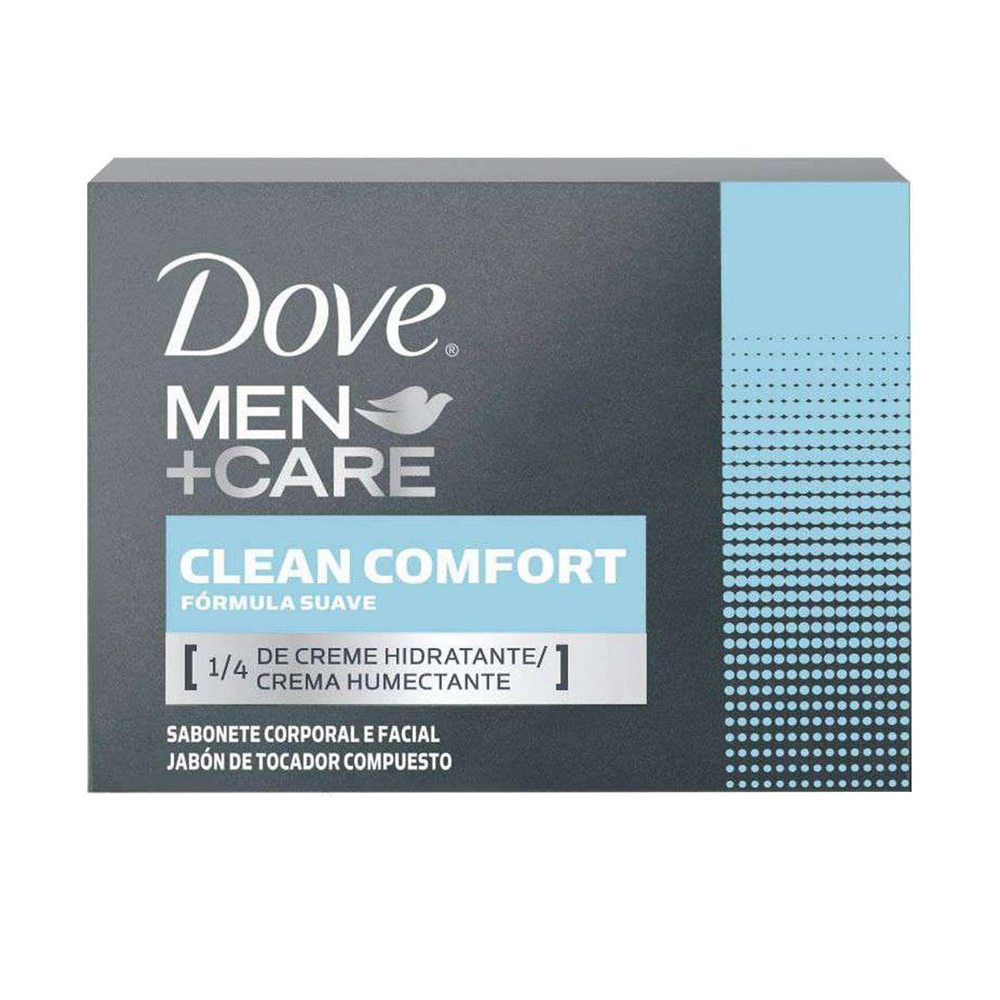 Dove®
MEN
+CARE
CLEAN COMFORT
FÓRMULA SUAVE
[ 1/4 DE CREME HIDRATANTE/ ]
CREMA HUMECTANTE
SABONETE CORPORAL E FACIAL
JABÓN DE TOCADOR COMPUESTO